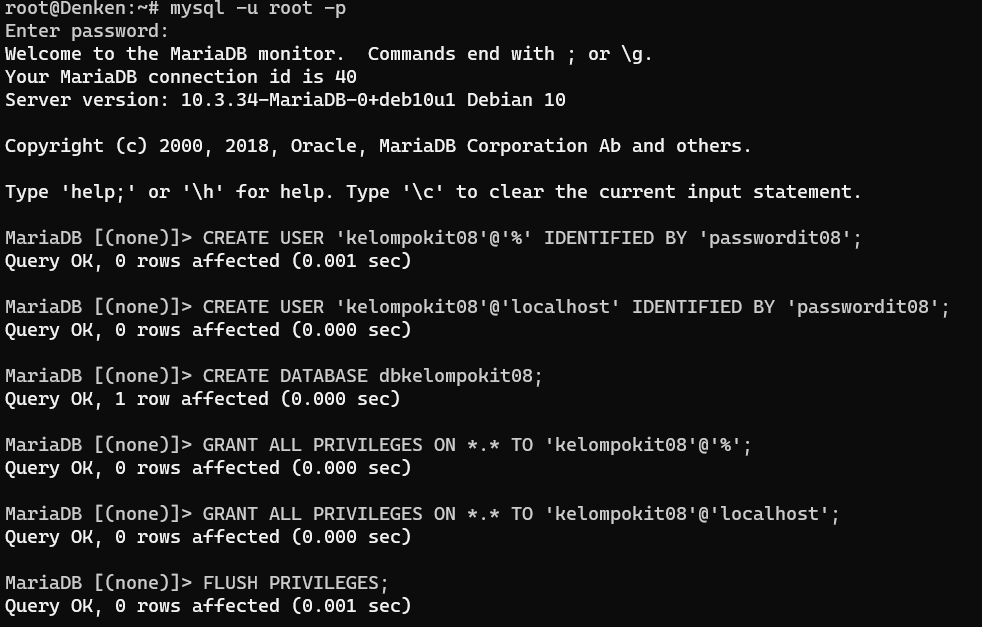 root@Denken:~# mysql -u root -p
Enter password:
Welcome to the MariaDB monitor.  Commands end with ; or \g.
Your MariaDB connection id is 40
Server version: 10.3.34-MariaDB-0+deb10u1 Debian 10

Copyright (c) 2000, 2018, Oracle, MariaDB Corporation Ab and others.

Type 'help;' or '\h' for help. Type '\c' to clear the current input statement.

MariaDB [(none)]> CREATE USER 'kelompokit08'@'%' IDENTIFIED BY 'passwordit08';
Query OK, 0 rows affected (0.001 sec)

MariaDB [(none)]> CREATE USER 'kelompokit08'@'localhost' IDENTIFIED BY 'passwordit08';
Query OK, 0 rows affected (0.000 sec)

MariaDB [(none)]> CREATE DATABASE dbkelompokit08;
Query OK, 1 row affected (0.000 sec)

MariaDB [(none)]> GRANT ALL PRIVILEGES ON *.* TO 'kelompokit08'@'%';
Query OK, 0 rows affected (0.000 sec)

MariaDB [(none)]> GRANT ALL PRIVILEGES ON *.* TO 'kelompokit08'@'localhost';
Query OK, 0 rows affected (0.000 sec)

MariaDB [(none)]> FLUSH PRIVILEGES;
Query OK, 0 rows affected (0.001 sec)